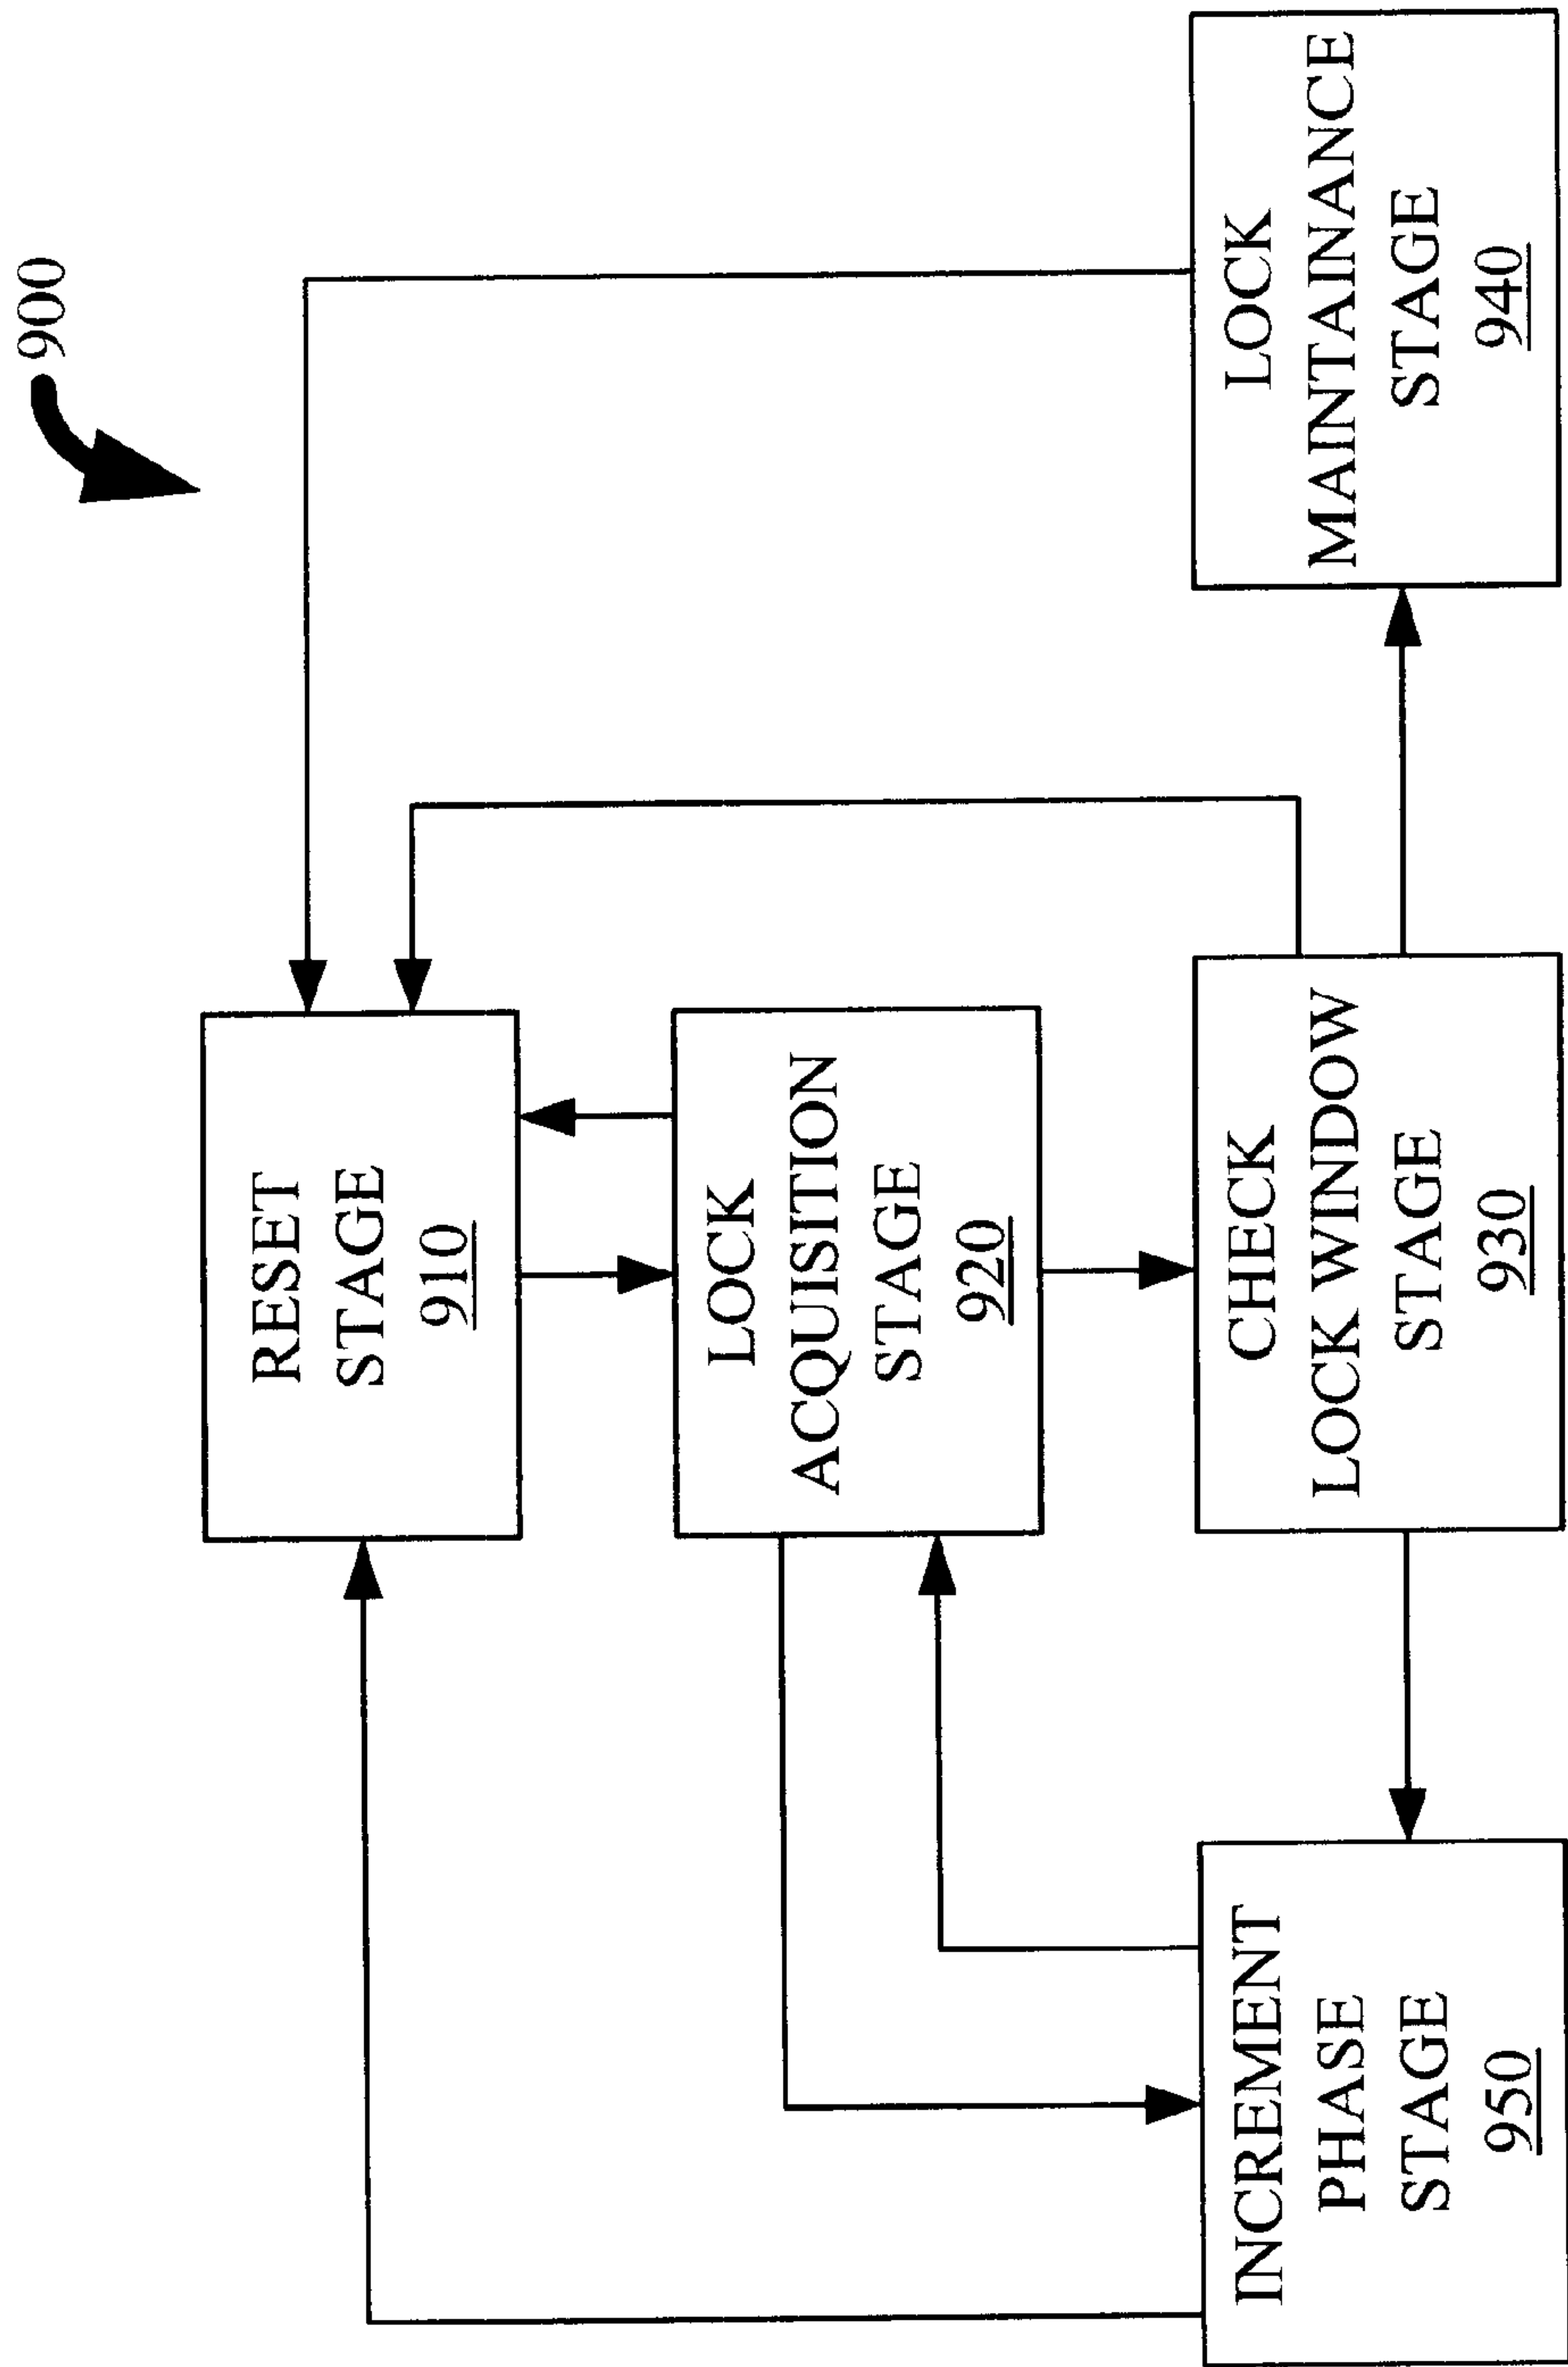 900
RESET
STAGE
910
LOCK
ACQUISITION
STAGE
920
INCREMENT
PHASE
STAGE
950
CHECK
LOCK WINDOW
STAGE
930
LOCK
MAINTAINANCE
STAGE
940